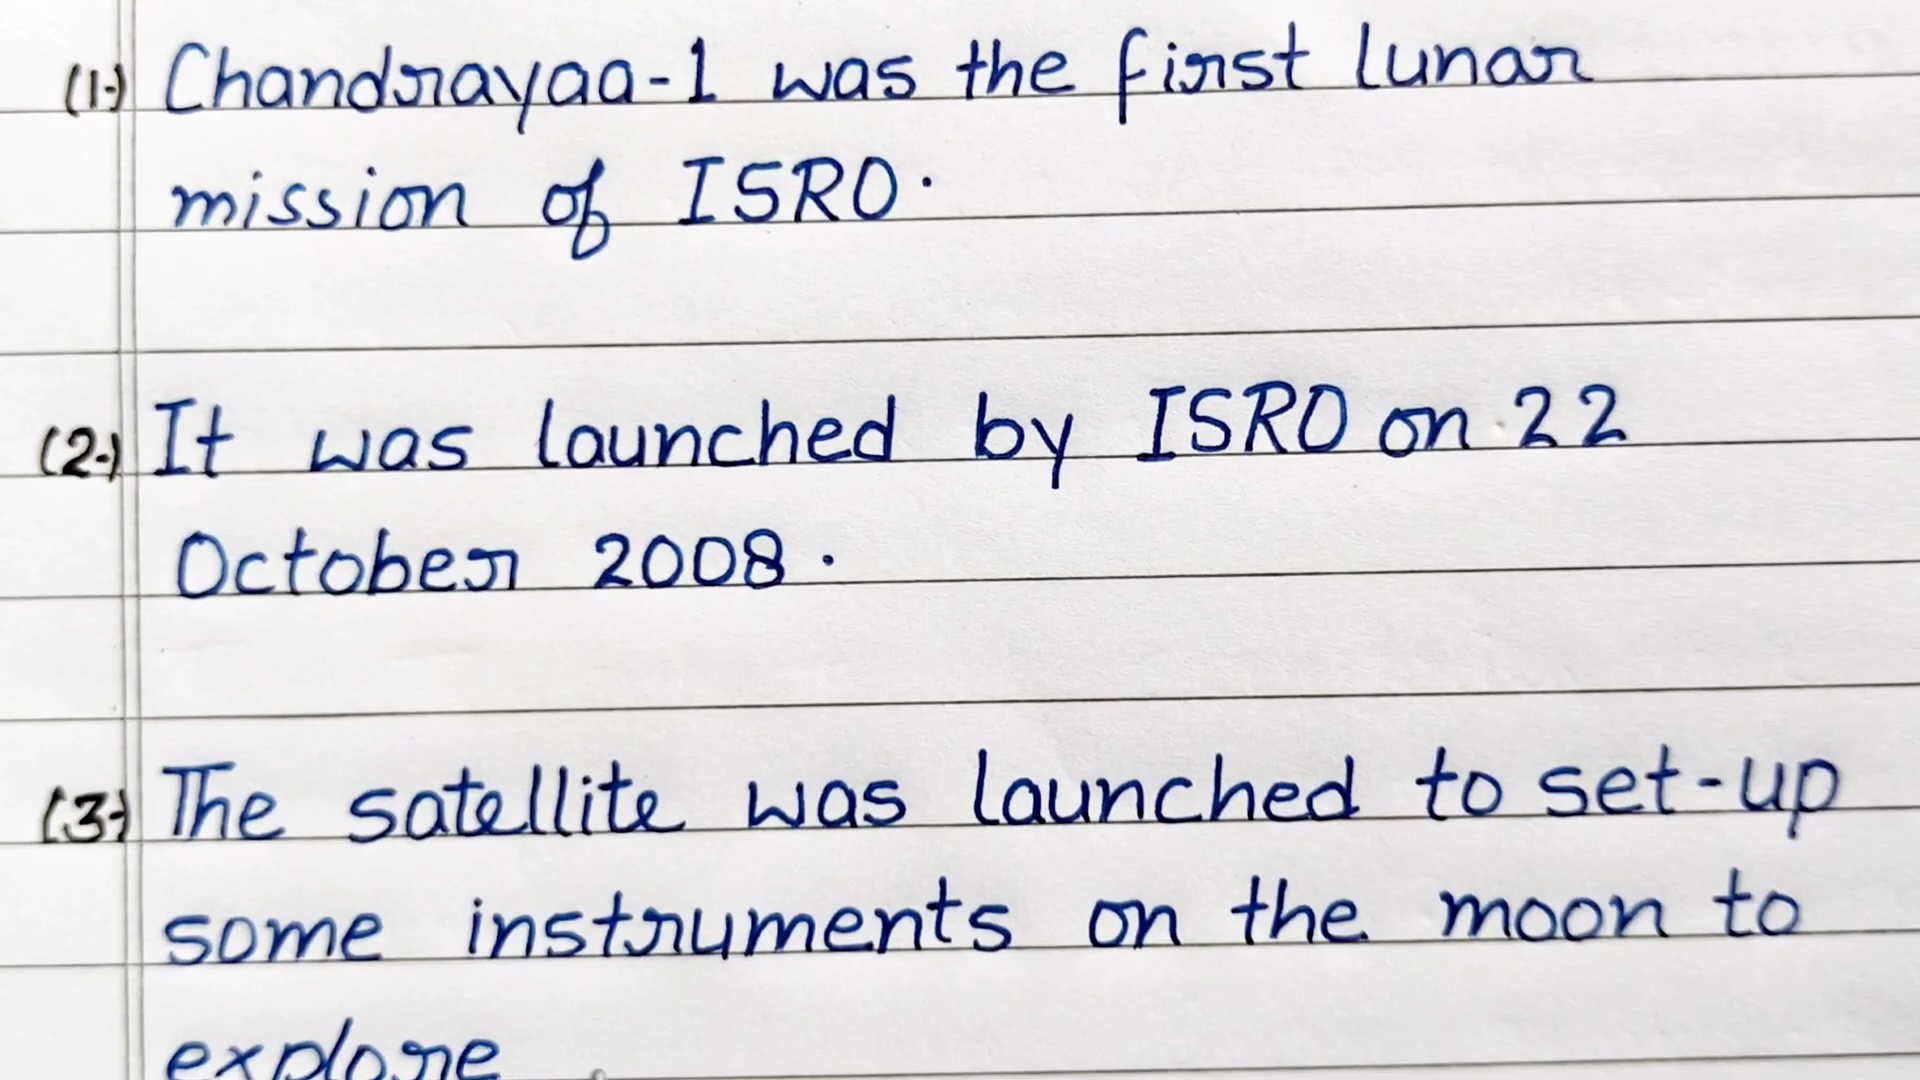 (1.) Chandrayaa-1 was the first lunar
mission of ISRO.
(2.) It was launched by ISRO on 22
October 2008.
(3.) The satellite was launched to set-up
some instruments on the moon to
explore